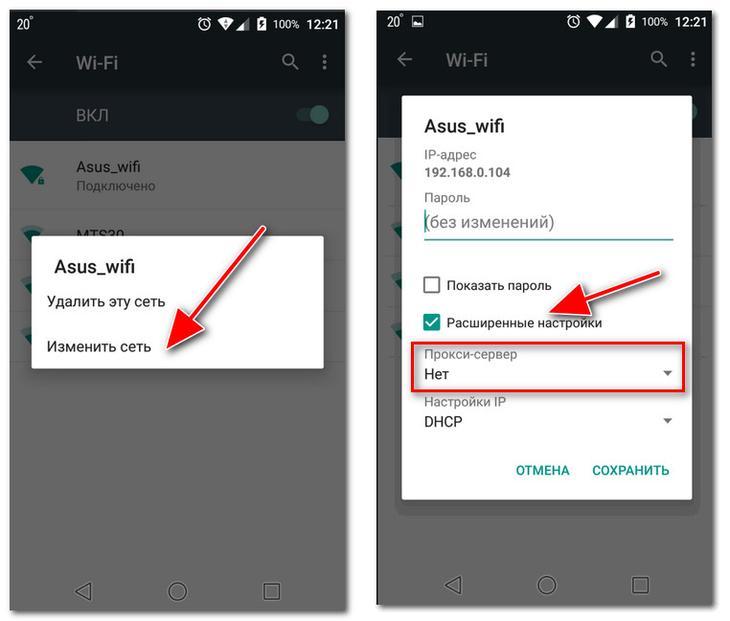 20° 100% 12:21
Wi-Fi
ВКЛ
Asus_wifi
Подключено
MTS30
Asus_wifi
Удалить эту сеть
Изменить сеть
20° 100% 12:21
Wi-Fi
Asus_wifi
IP-адрес
192.168.0.104
Пароль
(без изменений)
Показать пароль
Расширенные настройки
Прокси-сервер
Нет
Настройки IP
DHCP
ОТМЕНА СОХРАНИТЬ